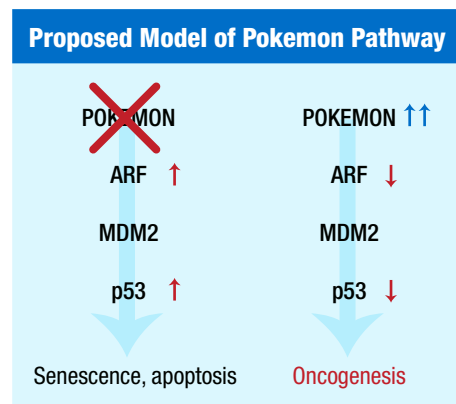 Proposed Model of Pokemon Pathway
POKEMON
ARF ↑
MDM2
p53 ↑
Senescence, apoptosis
POKEMON ↑↑
ARF ↓
MDM2
p53 ↓
Oncogenesis